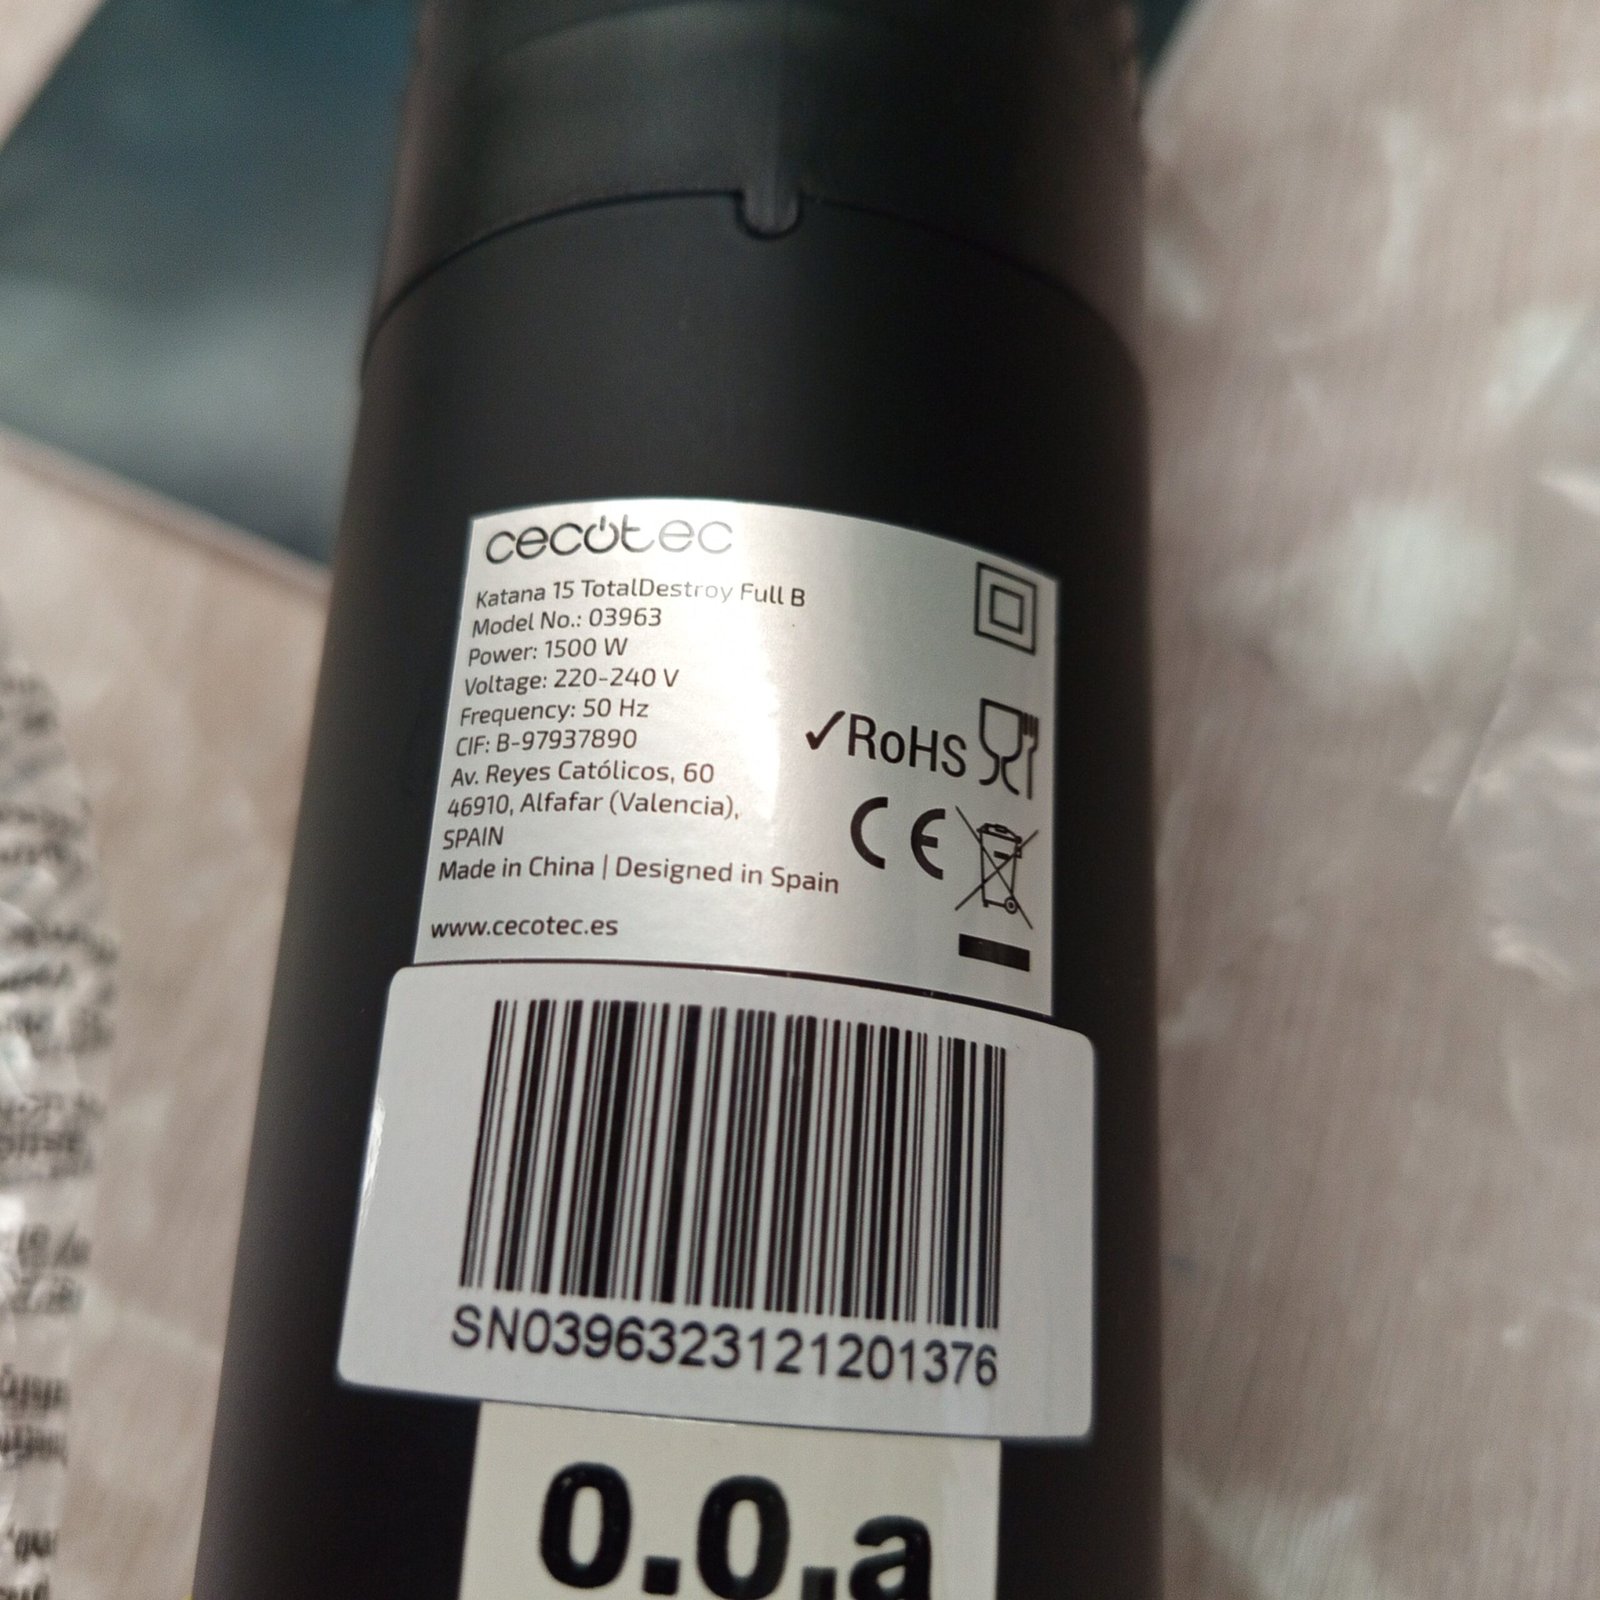 cecotec
Katana 15 TotalDestroy Full B
Model No.: 03963
Power: 1500 W
Voltage: 220-240 V
Frequency: 50 Hz
CIF: B-97937890
Av. Reyes Católicos, 60
46910, Alfafar (Valencia),
SPAIN
Made in China | Designed in Spain
www.cecotec.es
✓RoHS
CE
SN0396323121201376
0.0.a